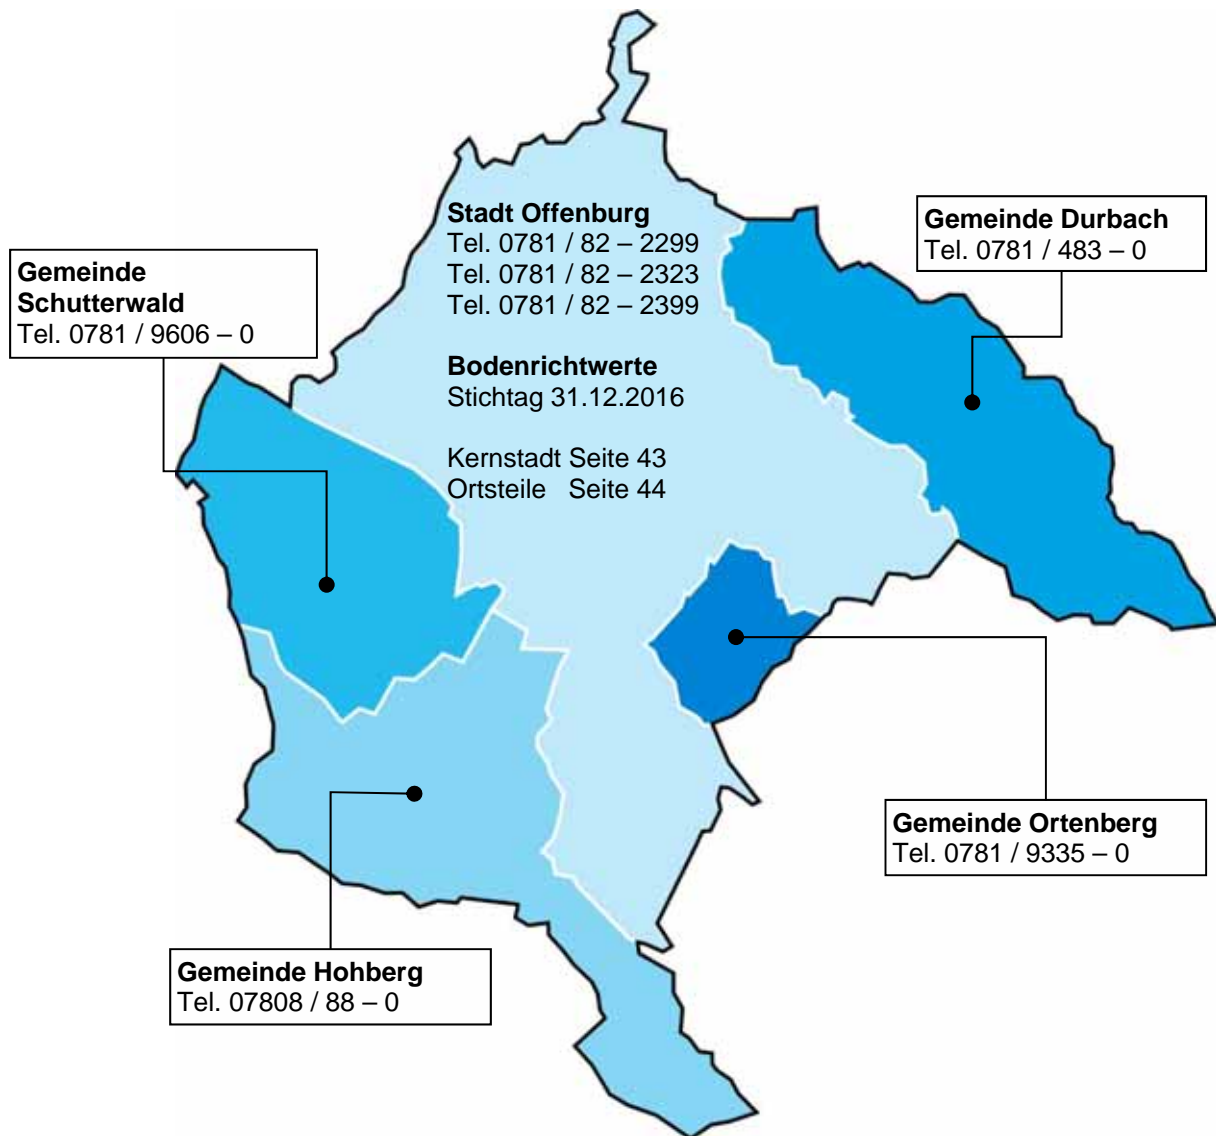 Stadt Offenburg
Tel. 0781 / 82 – 2299
Tel. 0781 / 82 – 2323
Tel. 0781 / 82 – 2399
Bodenrichtwerte
Stichtag 31.12.2016
Kernstadt Seite 43
Ortsteile Seite 44
Gemeinde Durbach
Tel. 0781 / 483 – 0
Gemeinde
Schutterwald
Tel. 0781 / 9606 – 0
Gemeinde Ortenberg
Tel. 0781 / 9335 – 0
Gemeinde Hohberg
Tel. 07808 / 88 – 0